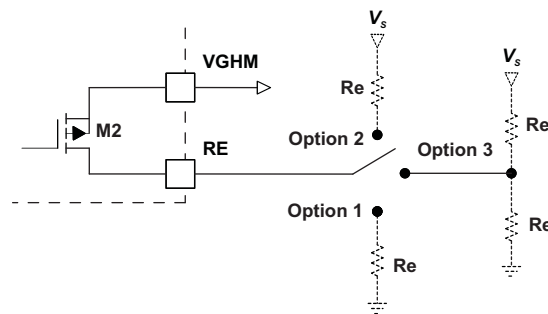 Vs
VGHM
Vs
Re
Re
M2
Option 2
RE
Option 3
Option 1
Re
Re